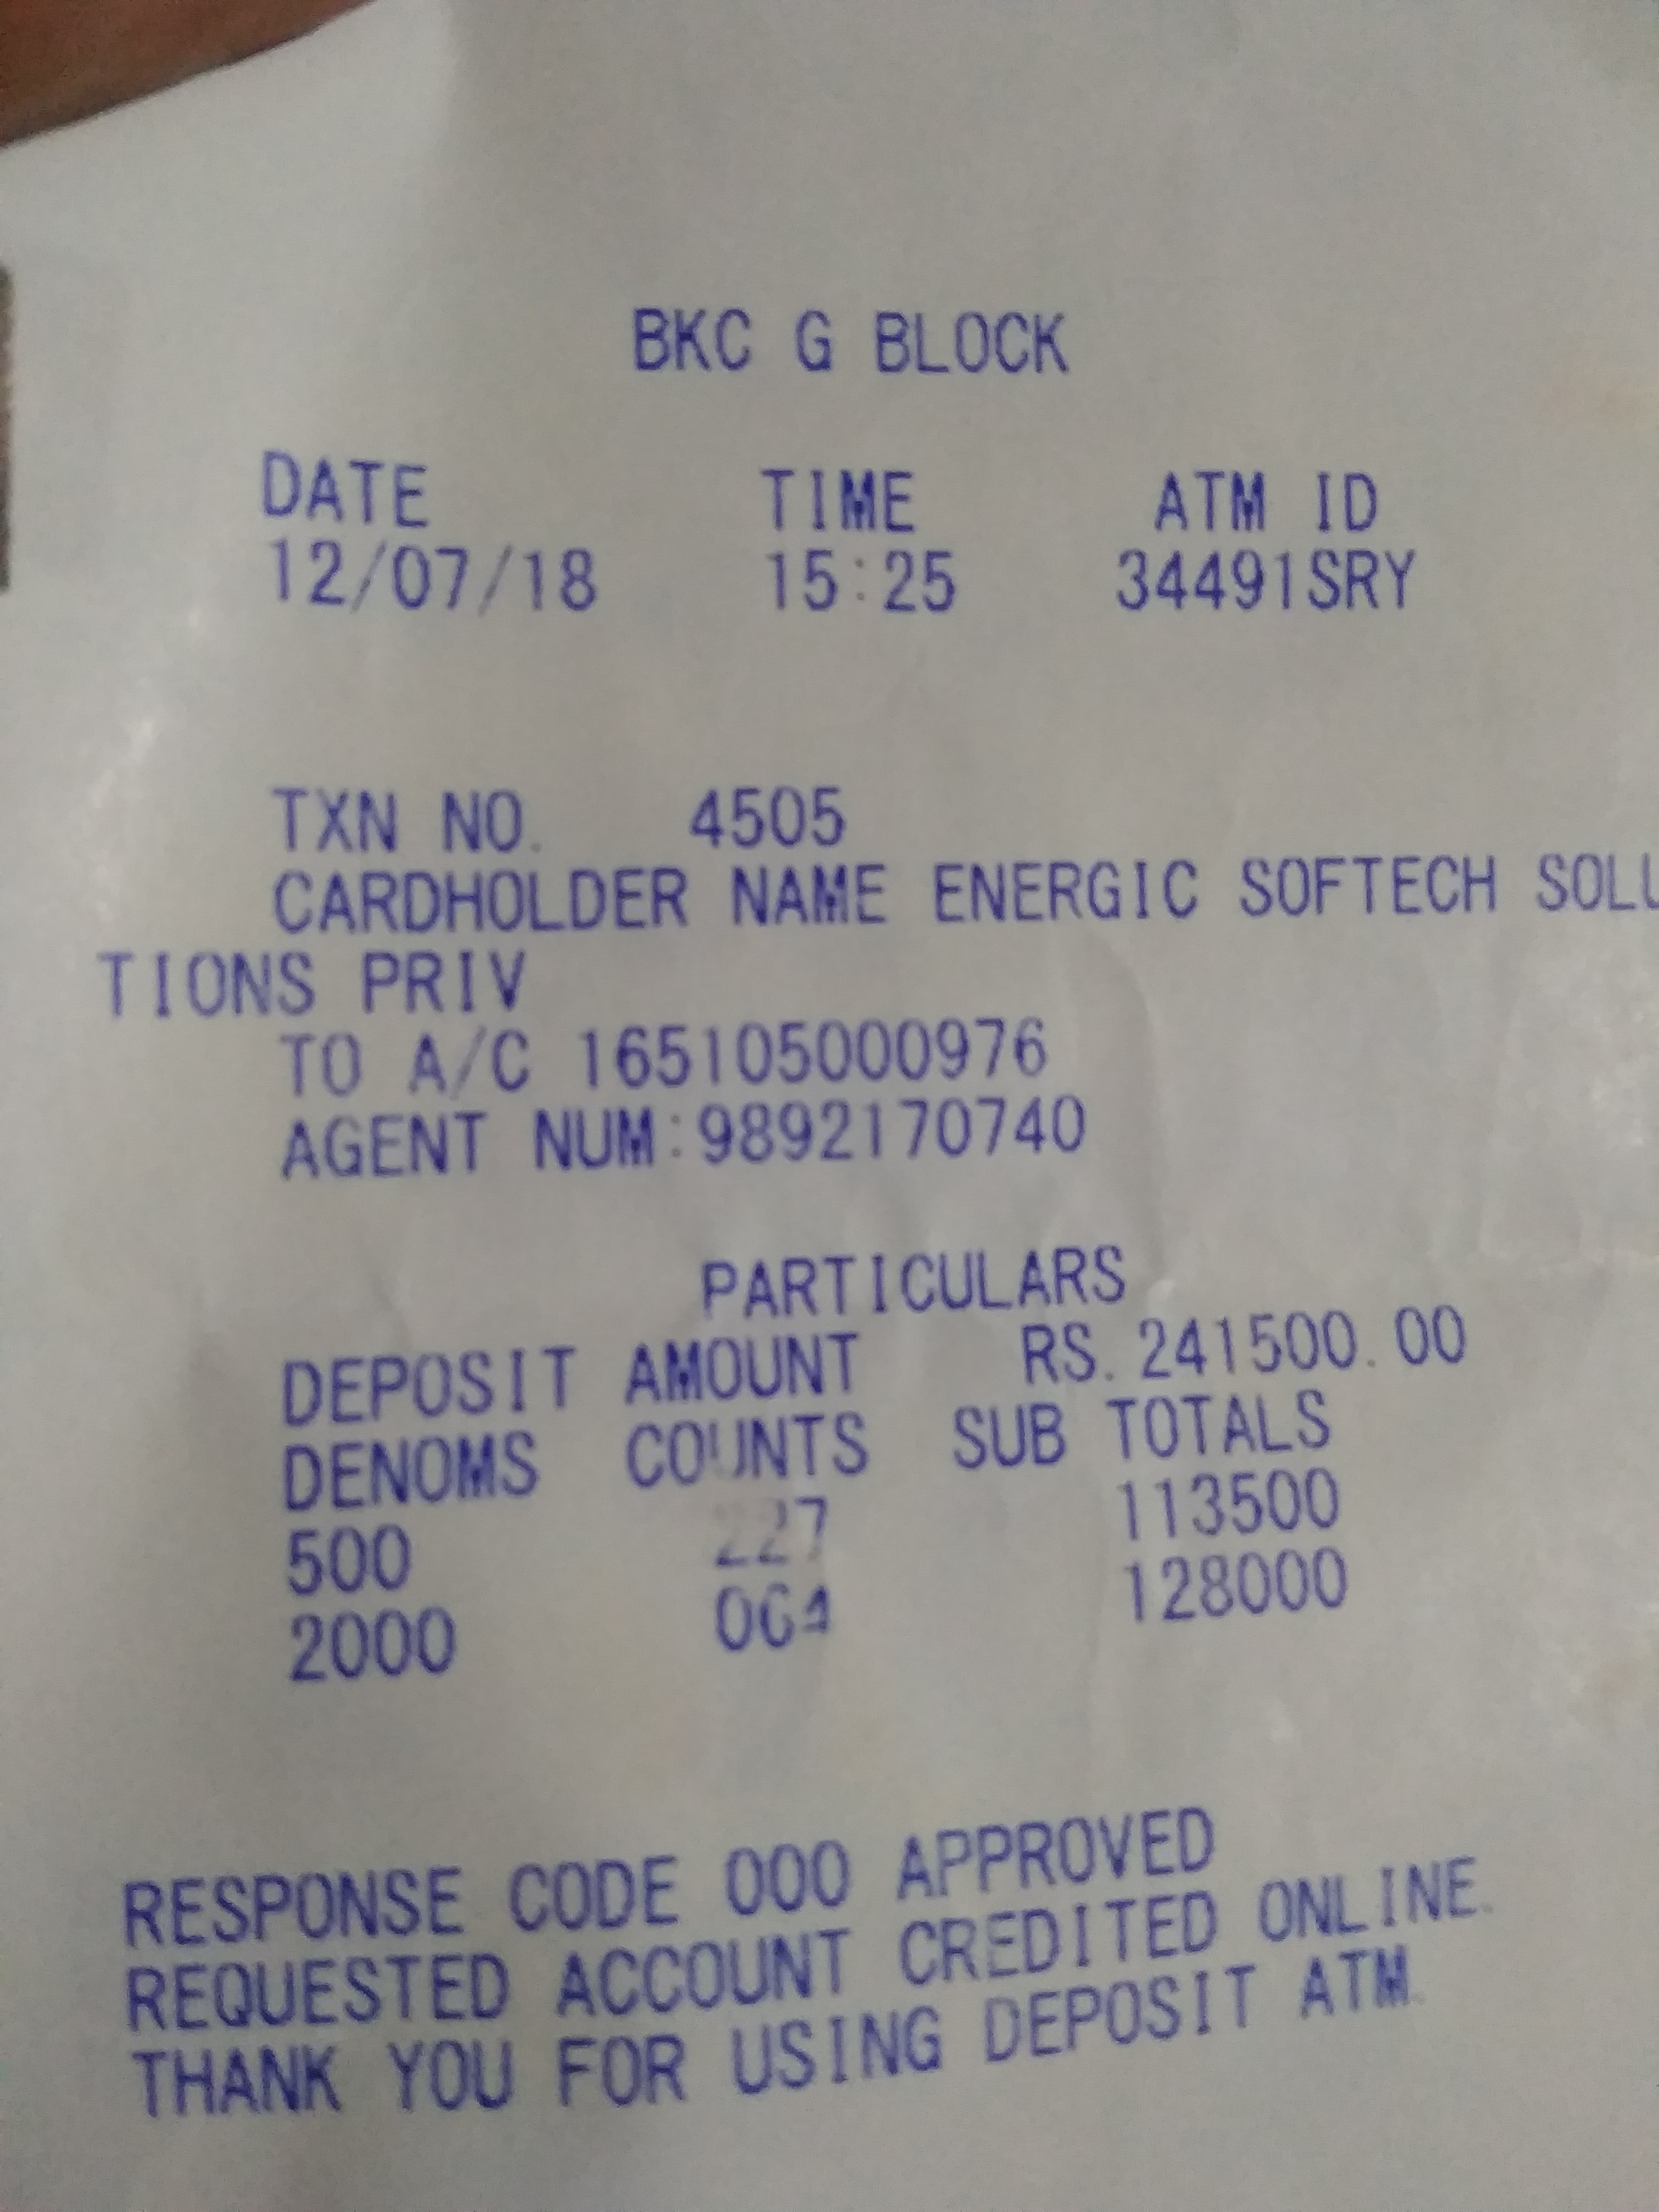 BKC G BLOCK
DATE TIME ATM ID
12/07/18 15:25 34491SRY
TXN NO. 4505
CARDHOLDER NAME ENERGIC SOFTECH SOLU
TIONS PRIV
TO A/C 165105000976
AGENT NUM:9892170740
PARTICULARS
DEPOSIT AMOUNT RS.241500.00
DENOMS COUNTS SUB TOTALS
500 227 113500
2000 064 128000
RESPONSE CODE 000 APPROVED
REQUESTED ACCOUNT CREDITED ONLINE.
THANK YOU FOR USING DEPOSIT ATM.